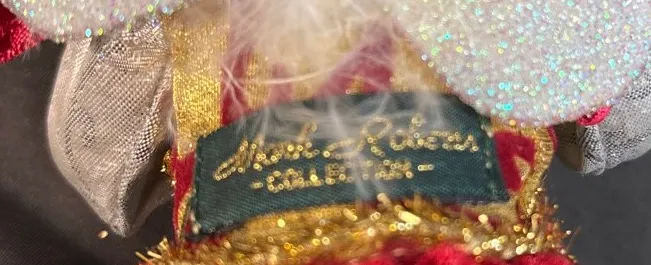 Mark Roberts
- COLLECTION -